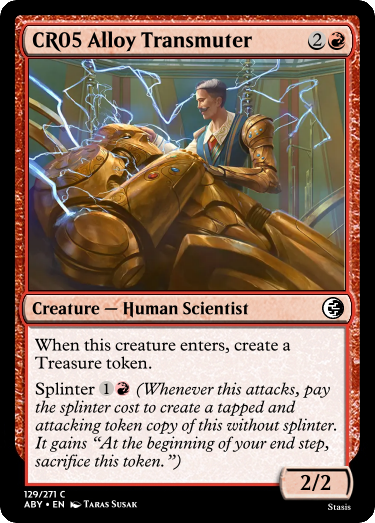 CR05 Alloy Transmuter 2
Creature — Human Scientist
When this creature enters, create a
Treasure token.
Splinter 1 (Whenever this attacks, pay
the splinter cost to create a tapped and
attacking token copy of this without splinter.
It gains “At the beginning of your end step,
sacrifice this token.”)
2/2
129/271 C
ABY • EN Taras Susak
Stasis